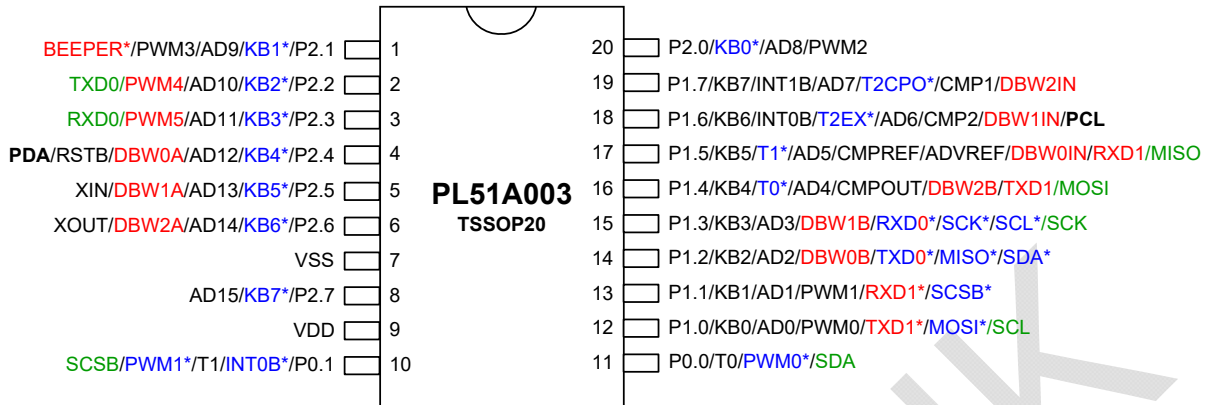 BEEPER*/PWM3/AD9/KB1*/P2.1 1
TXD0/PWM4/AD10/KB2*/P2.2 2
RXD0/PWM5/AD11/KB3*/P2.3 3
PDA/RSTB/DBW0A/AD12/KB4*/P2.4 4
XIN/DBW1A/AD13/KB5*/P2.5 5
XOUT/DBW2A/AD14/KB6*/P2.6 6
VSS 7
AD15/KB7*/P2.7 8
VDD 9
SCSB/PWM1*/T1/INT0B*/P0.1 10
PL51A003
TSSOP20
20 P2.0/KB0*/AD8/PWM2
19 P1.7/KB7/INT1B/AD7/T2CPO*/CMP1/DBW2IN
18 P1.6/KB6/INT0B/T2EX*/AD6/CMP2/DBW1IN/PCL
17 P1.5/KB5/T1*/AD5/CMPREF/ADVREF/DBW0IN/RXD1/MISO
16 P1.4/KB4/T0*/AD4/CMPOUT/DBW2B/TXD1/MOSI
15 P1.3/KB3/AD3/DBW1B/RXD0*/SCK*/SCL*/SCK
14 P1.2/KB2/AD2/DBW0B/TXD0*/MISO*/SDA*
13 P1.1/KB1/AD1/PWM1/RXD1*/SCSB*
12 P1.0/KB0/AD0/PWM0/TXD1*/MOSI*/SCL
11 P0.0/T0/PWM0*/SDA